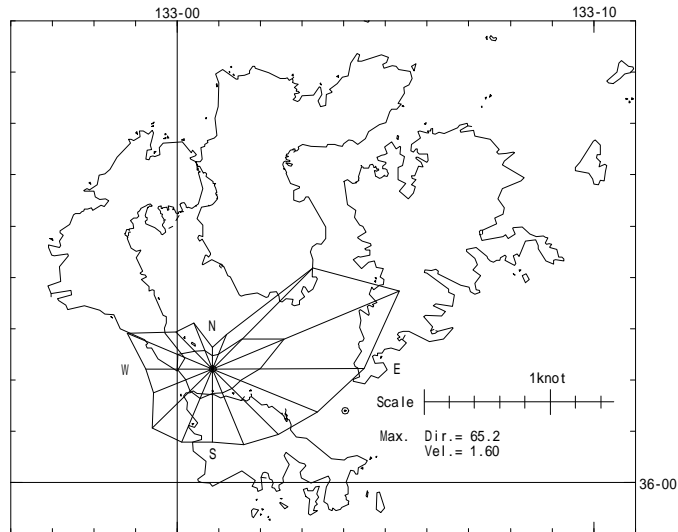 133-00 133-10
N
W
E
1knot
Scale
Max. Dir.= 65.2
Vel.= 1.60
S
36-00